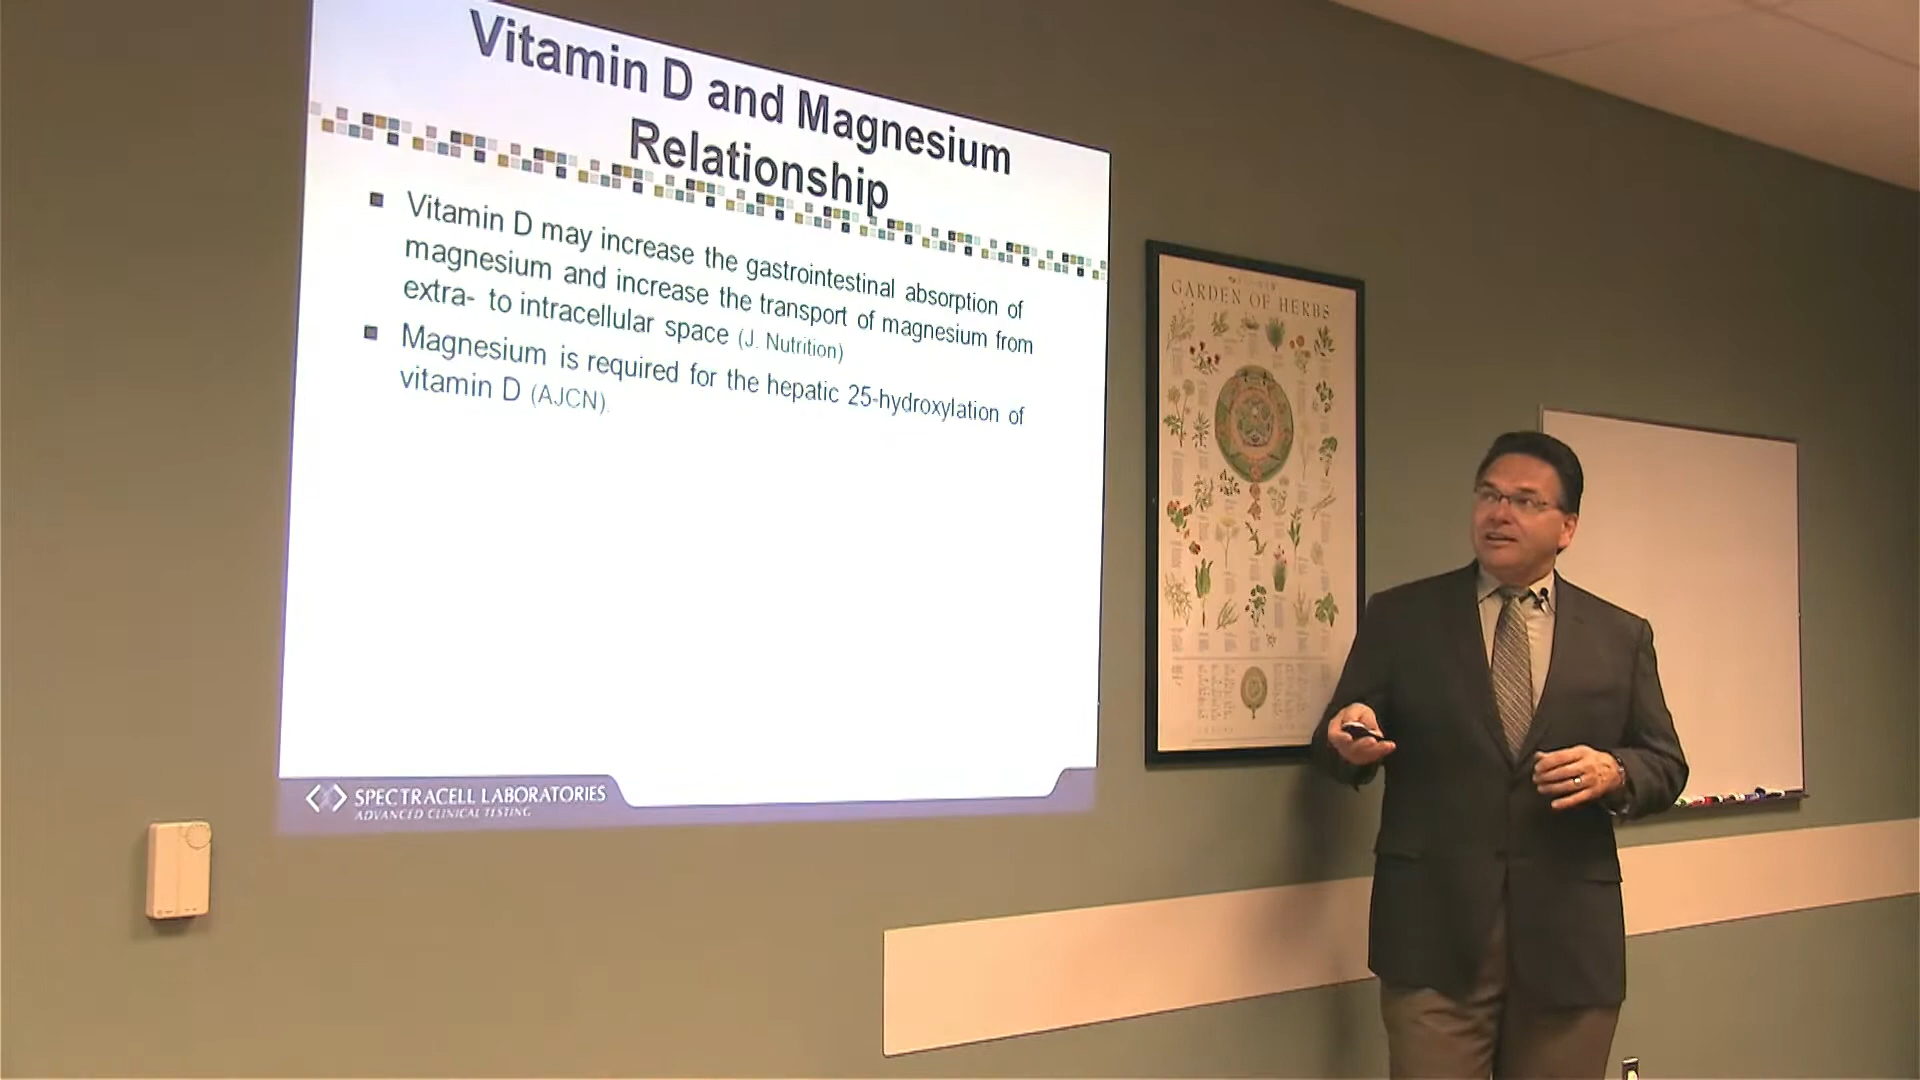 Vitamin D and Magnesium
Relationship
Vitamin D may increase the gastrointestinal absorption of
magnesium and increase the transport of magnesium from
extra- to intracellular space (J. Nutrition)
Magnesium is required for the hepatic 25-hydroxylation of
vitamin D (AJCN).
SPECTRACELL LABORATORIES
ADVANCED CLINICAL TESTING
GARDEN OF HERBS